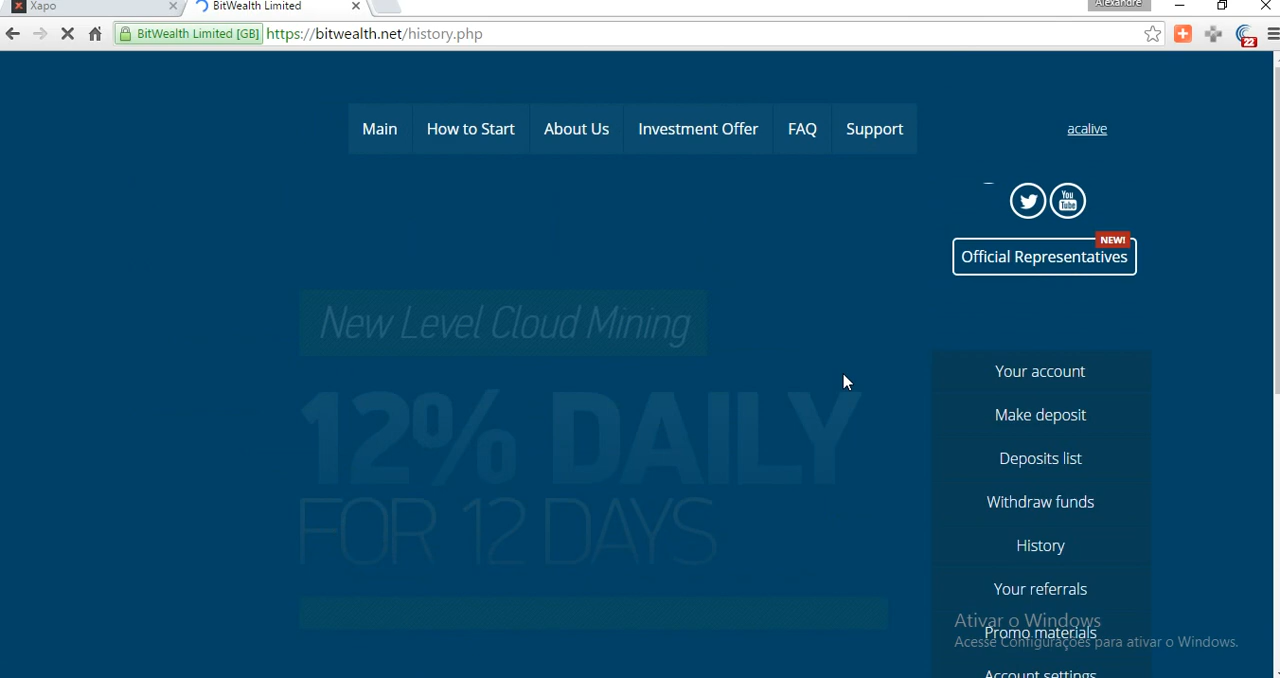 Xapo
BitWealth Limited
Alexandre
BitWealth Limited [GB]
https://bitwealth.net/history.php
22
Main
How to Start
About Us
Investment Offer
FAQ
Support
acalive
You
Tube
NEW!
Official Representatives
New Level Cloud Mining
12% DAILY
FOR 12 DAYS
Your account
Make deposit
Deposits list
Withdraw funds
History
Your referrals
Promo materials
Account settings
Ativar o Windows
Acesse Configurações para ativar o Windows.